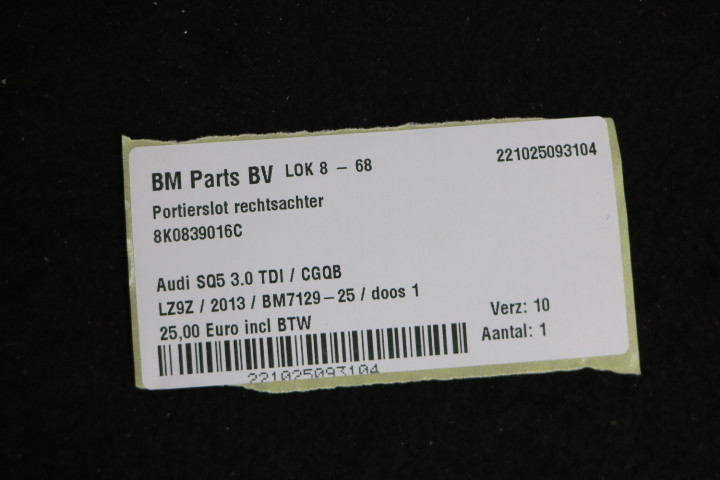 BM Parts BV LOK 8 - 68 221025093104
Portierslot rechtsachter
8K0839016C
Audi SQ5 3.0 TDI / CGQB
LZ9Z / 2013 / BM7129-25 / doos 1
25,00 Euro incl BTW Verz: 10
Aantal: 1
221025093104